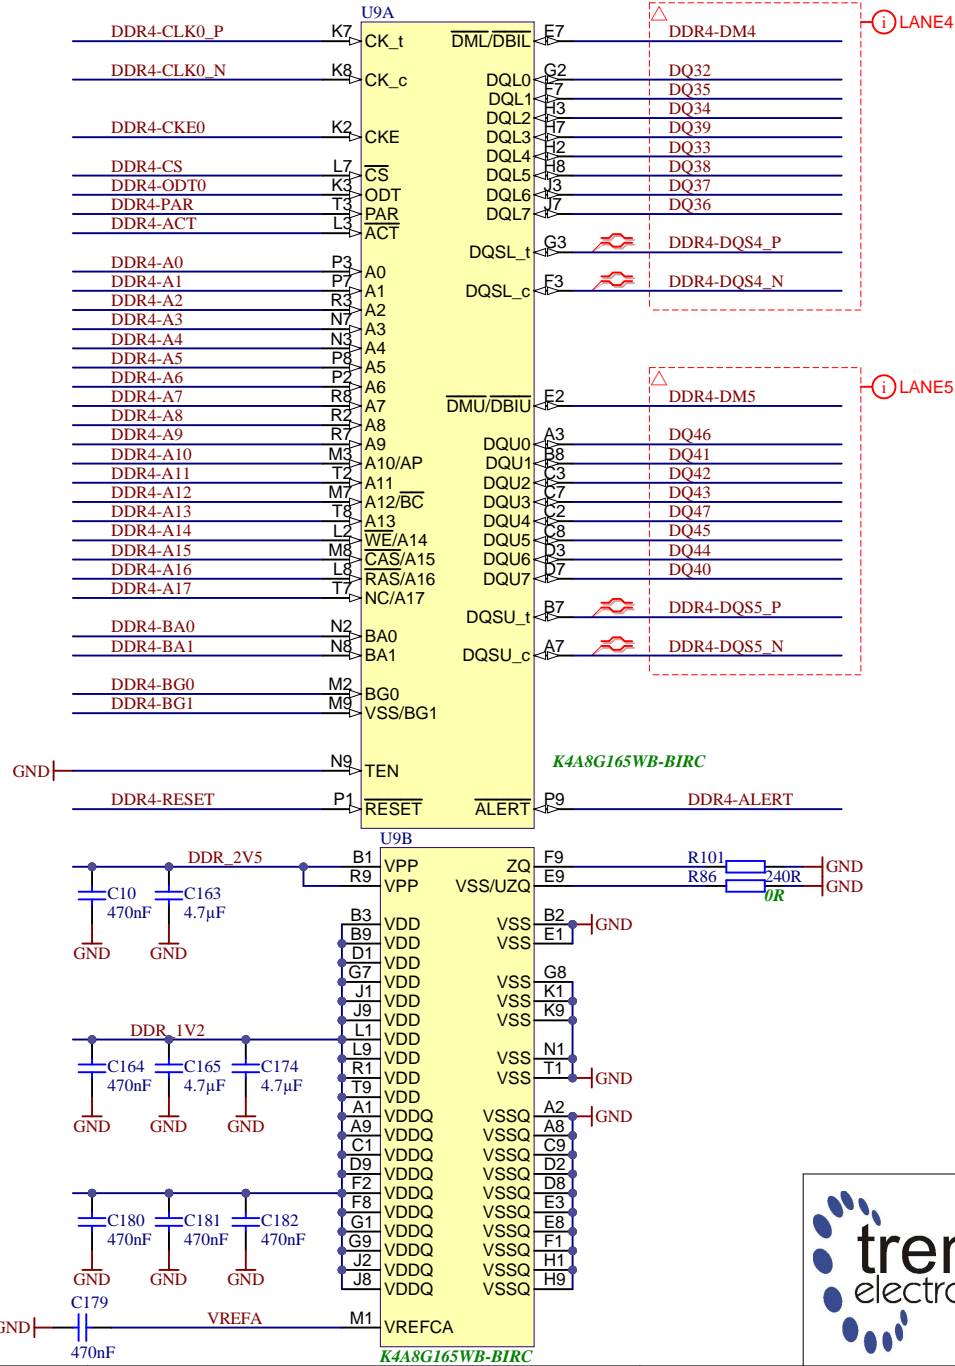 U9A
DDR4-CLK0_P K7 CK_t DML/DBIL E7 DDR4-DM4 i LANE4
DDR4-CLK0_N K8 CK_c DQL0 G2 DQ32
DQL1 F7 DQ35
DQL2 H3 DQ34
DDR4-CKE0 K2 CKE DQL3 H7 DQ39
DQL4 H2 DQ33
DDR4-CS L7 CS DQL5 H8 DQ38
DDR4-ODT0 K3 ODT DQL6 J3 DQ37
DDR4-PAR T3 PAR DQL7 J7 DQ36
DDR4-ACT L3 ACT
DQSL_t G3 DDR4-DQS4_P
DDR4-A0 P3 A0
DDR4-A1 P7 A1 DQSL_c F3 DDR4-DQS4_N
DDR4-A2 R3 A2
DDR4-A3 N7 A3
DDR4-A4 N3 A4
DDR4-A5 P8 A5
DDR4-A6 P2 A6
DDR4-A7 R8 A7 DMU/DBIU E2 DDR4-DM5 i LANE5
DDR4-A8 R2 A8
DDR4-A9 R7 A9 DQU0 A3 DQ46
DDR4-A10 M3 A10/AP DQU1 B8 DQ41
DDR4-A11 T2 A11 DQU2 C3 DQ42
DDR4-A12 M7 A12/BC DQU3 C7 DQ43
DDR4-A13 T8 A13 DQU4 C2 DQ47
DDR4-A14 L2 WE/A14 DQU5 C8 DQ45
DDR4-A15 M8 CAS/A15 DQU6 D3 DQ44
DDR4-A16 L8 RAS/A16 DQU7 D7 DQ40
DDR4-A17 T7 NC/A17
DQSU_t B7 DDR4-DQS5_P
DDR4-BA0 N2 BA0
DDR4-BA1 N8 BA1 DQSU_c A7 DDR4-DQS5_N
DDR4-BG0 M2 BG0
DDR4-BG1 M9 VSS/BG1
GND N9 TEN K4A8G165WB-BIRC
DDR4-RESET P1 RESET ALERT P9 DDR4-ALERT
U9B
DDR_2V5 B1 VPP ZQ F9 R101 240R GND
R9 VPP VSS/UZQ E9 R86 0R GND
C10 470nF GND
C163 4.7µF GND
B3 VDD VSS B2 GND
B9 VDD VSS E1
D1 VDD
G7 VDD VSS G8
J1 VDD VSS K1
J9 VDD VSS K9
DDR_1V2 L1 VDD
L9 VDD VSS N1
R1 VDD VSS T1 GND
T9 VDD
C164 470nF GND
C165 4.7µF GND
C174 4.7µF GND
A1 VDDQ VSSQ A2 GND
A9 VDDQ VSSQ A8
C1 VDDQ VSSQ C9
D9 VDDQ VSSQ D2
F2 VDDQ VSSQ D8
F8 VDDQ VSSQ E3
G1 VDDQ VSSQ E8
G9 VDDQ VSSQ F1
J2 VDDQ VSSQ H1
J8 VDDQ VSSQ H9
C180 470nF GND
C181 470nF GND
C182 470nF GND
GND C179 470nF VREFA M1 VREFCA
K4A8G165WB-BIRC
tren
electro